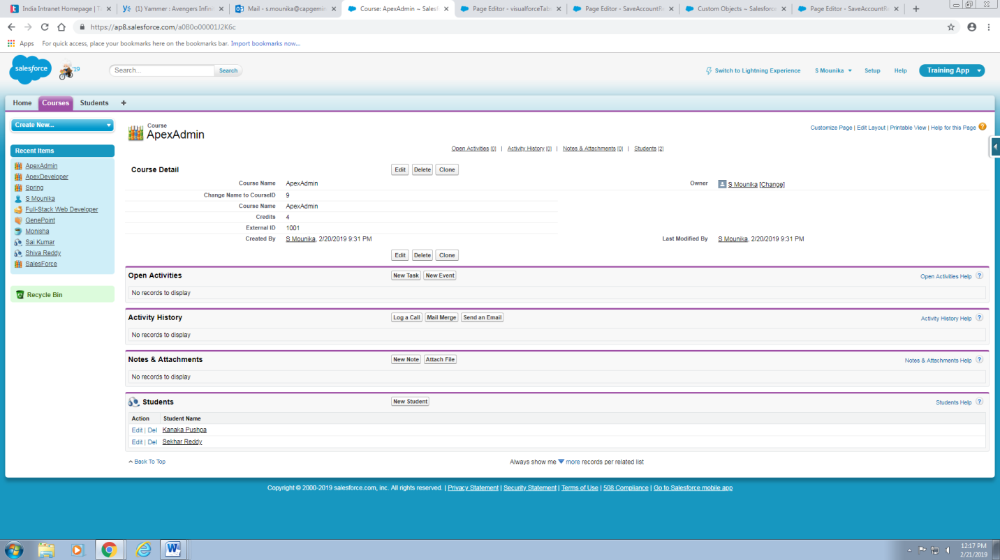 India Intranet Homepage | T
(1) Yammer : Avengers Infini
Mail - s.mounika@capgemin
Course: ApexAdmin ~ Salesf
Page Editor - visualforceTab
Page Editor - SaveAccountR
Custom Objects ~ Salesforce
Page Editor - SaveAccountR
https://ap8.salesforce.com/a0B0o00001J2K6c
Apps For quick access, place your bookmarks here on the bookmarks bar. Import bookmarks now...
salesforce '19 Search... Search Switch to Lightning Experience S Mounika Setup Help Training App
Home Courses Students +
Create New...
Recent Items
ApexAdmin
ApexDeveloper
Spring
S Mounika
Full-Stack Web Developer
GenePoint
Monisha
Sai Kumar
Shiva Reddy
SalesForce
Recycle Bin
Course
ApexAdmin
Customize Page | Edit Layout | Printable View | Help for this Page
Open Activities [0] | Activity History [0] | Notes & Attachments [0] | Students [2]
Course Detail Edit Delete Clone
Course Name ApexAdmin Owner S Mounika [Change]
Change Name to CourseID 9
Course Name ApexAdmin
Credits 4
External ID 1001
Created By S Mounika, 2/20/2019 9:31 PM Last Modified By S Mounika, 2/20/2019 9:31 PM
Edit Delete Clone
Open Activities New Task New Event Open Activities Help ?
No records to display
Activity History Log a Call Mail Merge Send an Email Activity History Help ?
No records to display
Notes & Attachments New Note Attach File Notes & Attachments Help ?
No records to display
Students New Student Students Help ?
Action Student Name
Edit | Del Kanaka Pushpa
Edit | Del Sekhar Reddy
Back To Top Always show me more records per related list
Copyright © 2000-2019 salesforce.com, inc. All rights reserved. | Privacy Statement | Security Statement | Terms of Use | 508 Compliance | Go to Salesforce mobile app
12:17 PM
2/21/2019